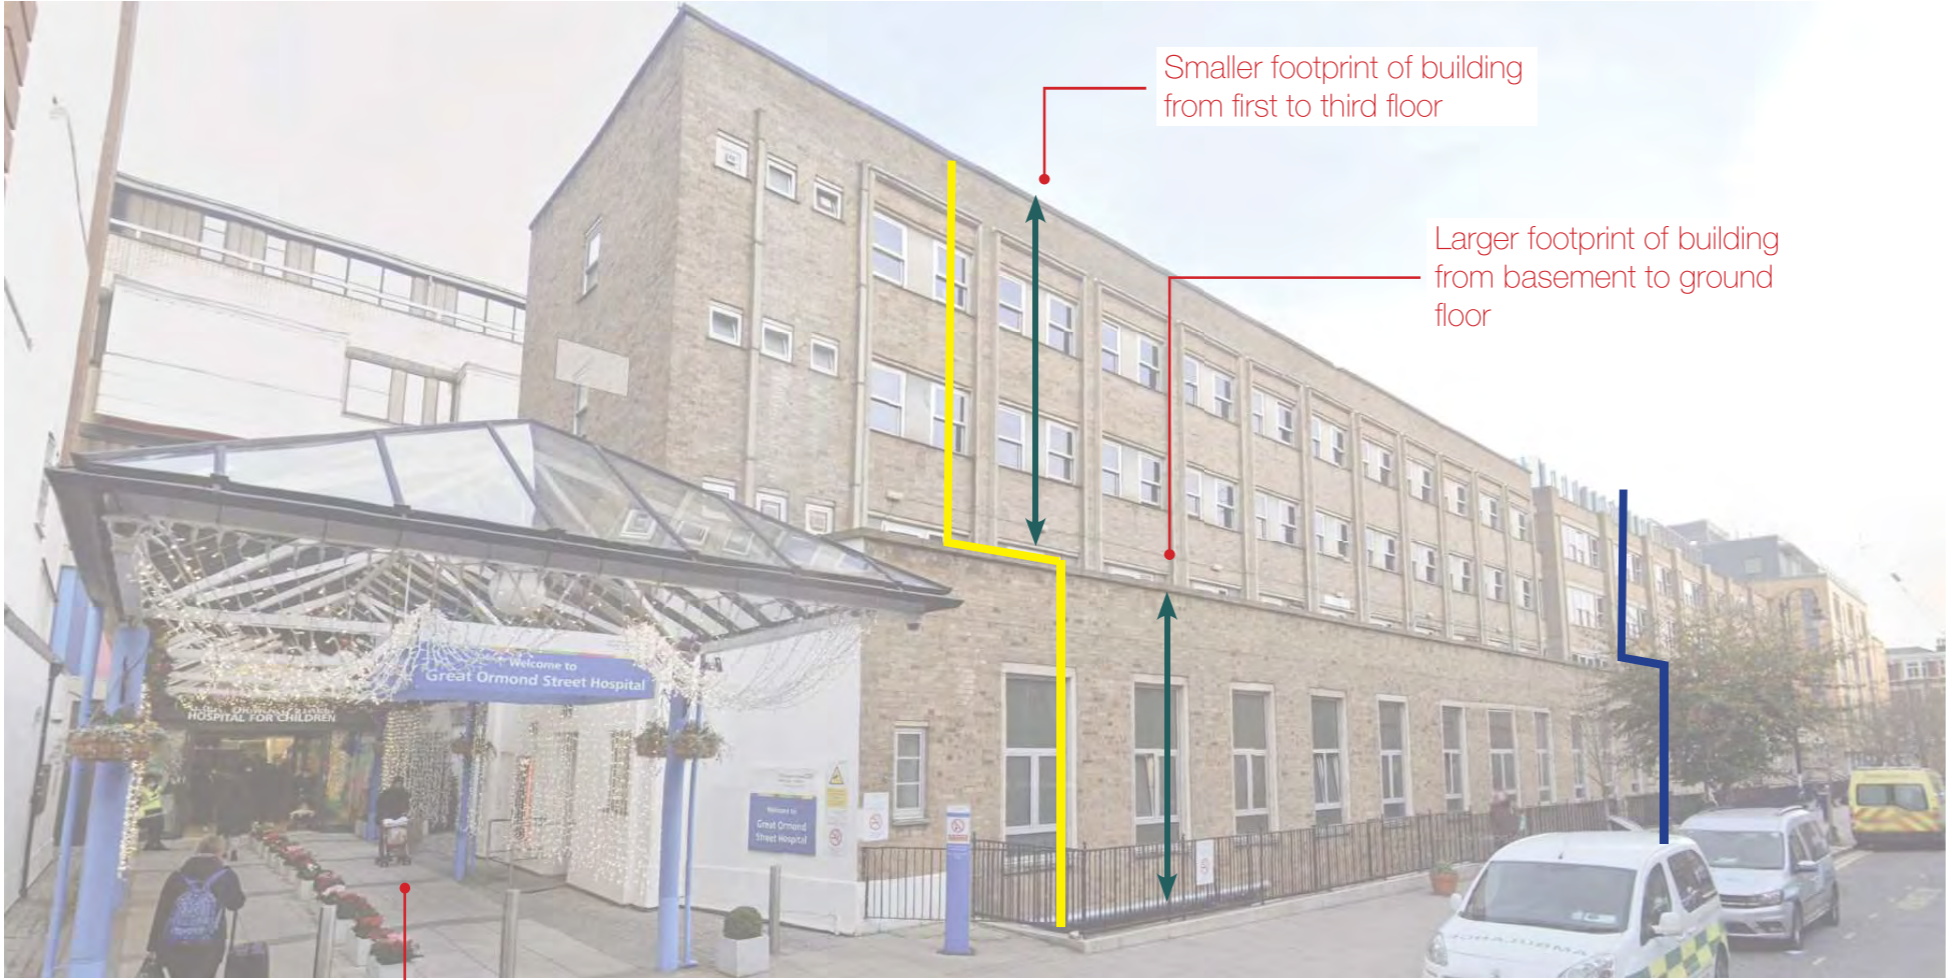 Smaller footprint of building
from first to third floor
Larger footprint of building
from basement to ground
floor
Welcome to
Great Ormond Street Hospital
HOSPITAL FOR CHILDREN
Welcome to
Great Ormond
Street Hospital
AMBULANCE